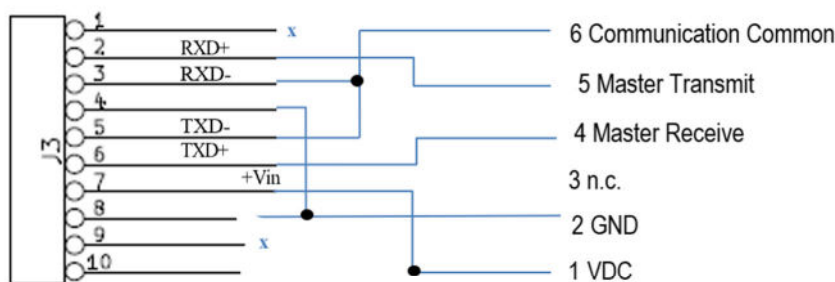 J3
1 x
2 RXD+
3 RXD-
4
5 TXD-
6 TXD+
7 +Vin
8
9 x
10
6 Communication Common
5 Master Transmit
4 Master Receive
3 n.c.
2 GND
1 VDC